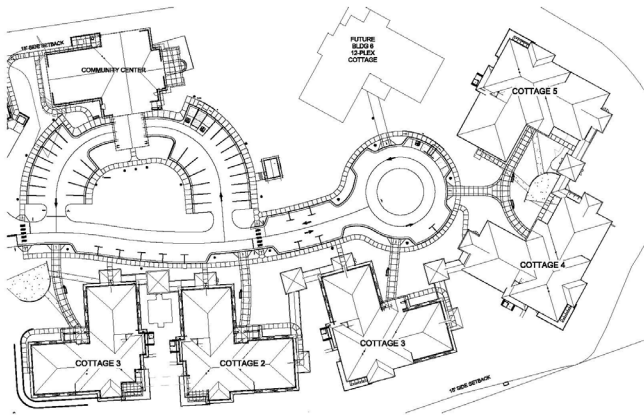 15' SIDE SETBACK
COMMUNITY CENTER
FUTURE
BLDG 6
12-PLEX
COTTAGE
COTTAGE 5
COTTAGE 4
COTTAGE 3
COTTAGE 2
COTTAGE 3
15' SIDE SETBACK